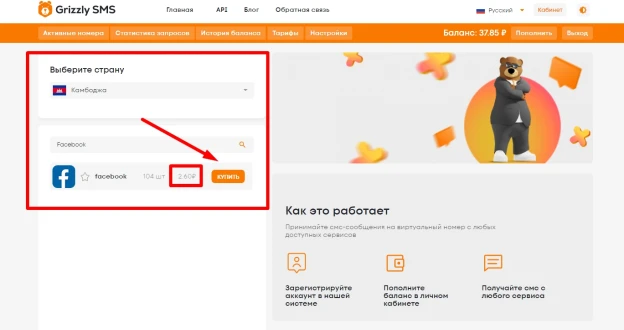 Grizzly SMS
Главная API Блог Обратная связь
Русский
Кабинет
Активные номера Статистика запросов История баланса Тарифы Настройки
Баланс: 37.85 ₽ Пополнить Выход
Выберите страну
Камбоджа
Facebook
facebook 104 шт 2.60₽ КУПИТЬ
Как это работает
Принимайте смс-сообщения на виртуальный номер с любых
доступных сервисов
Зарегистрируйте
аккаунт в нашей
системе
Пополните
баланс в личном
кабинете
Получайте смс с
любого сервиса